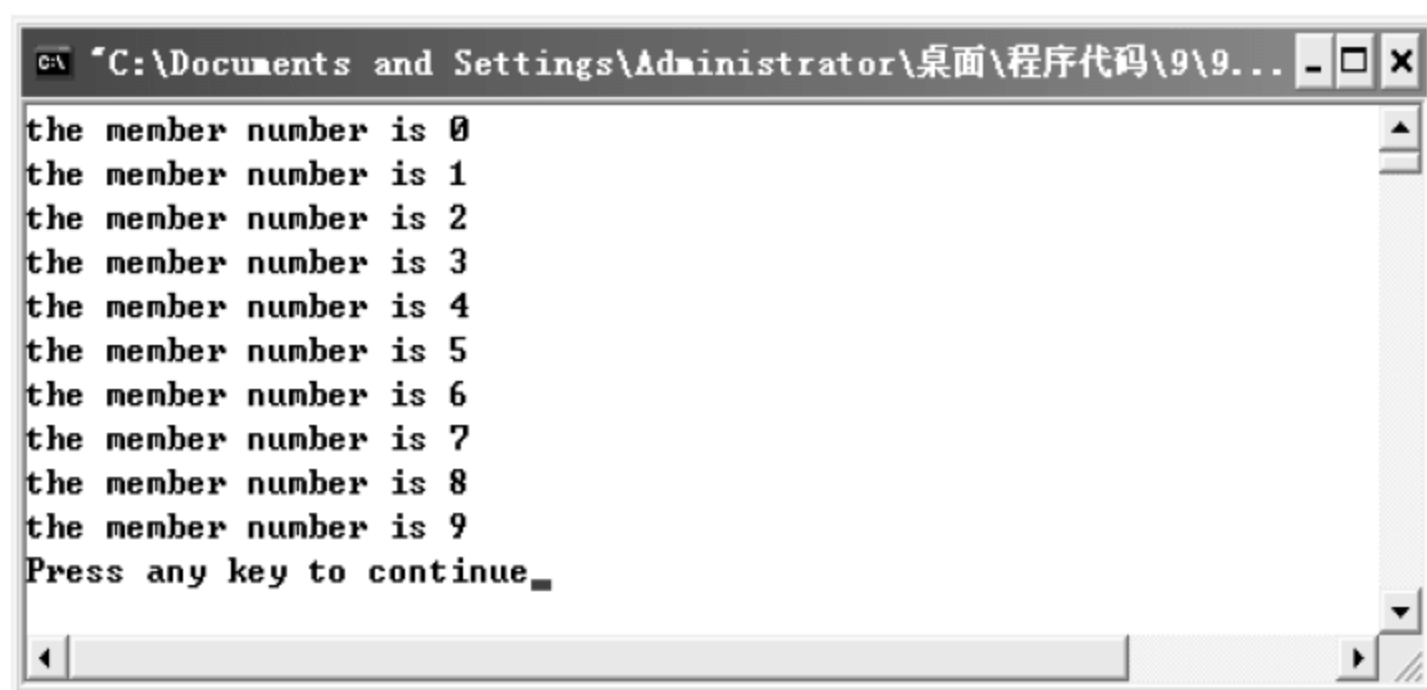 "C:\Documents and Settings\Administrator\桌面\程序代码\9\9...
the member number is 0
the member number is 1
the member number is 2
the member number is 3
the member number is 4
the member number is 5
the member number is 6
the member number is 7
the member number is 8
the member number is 9
Press any key to continue_